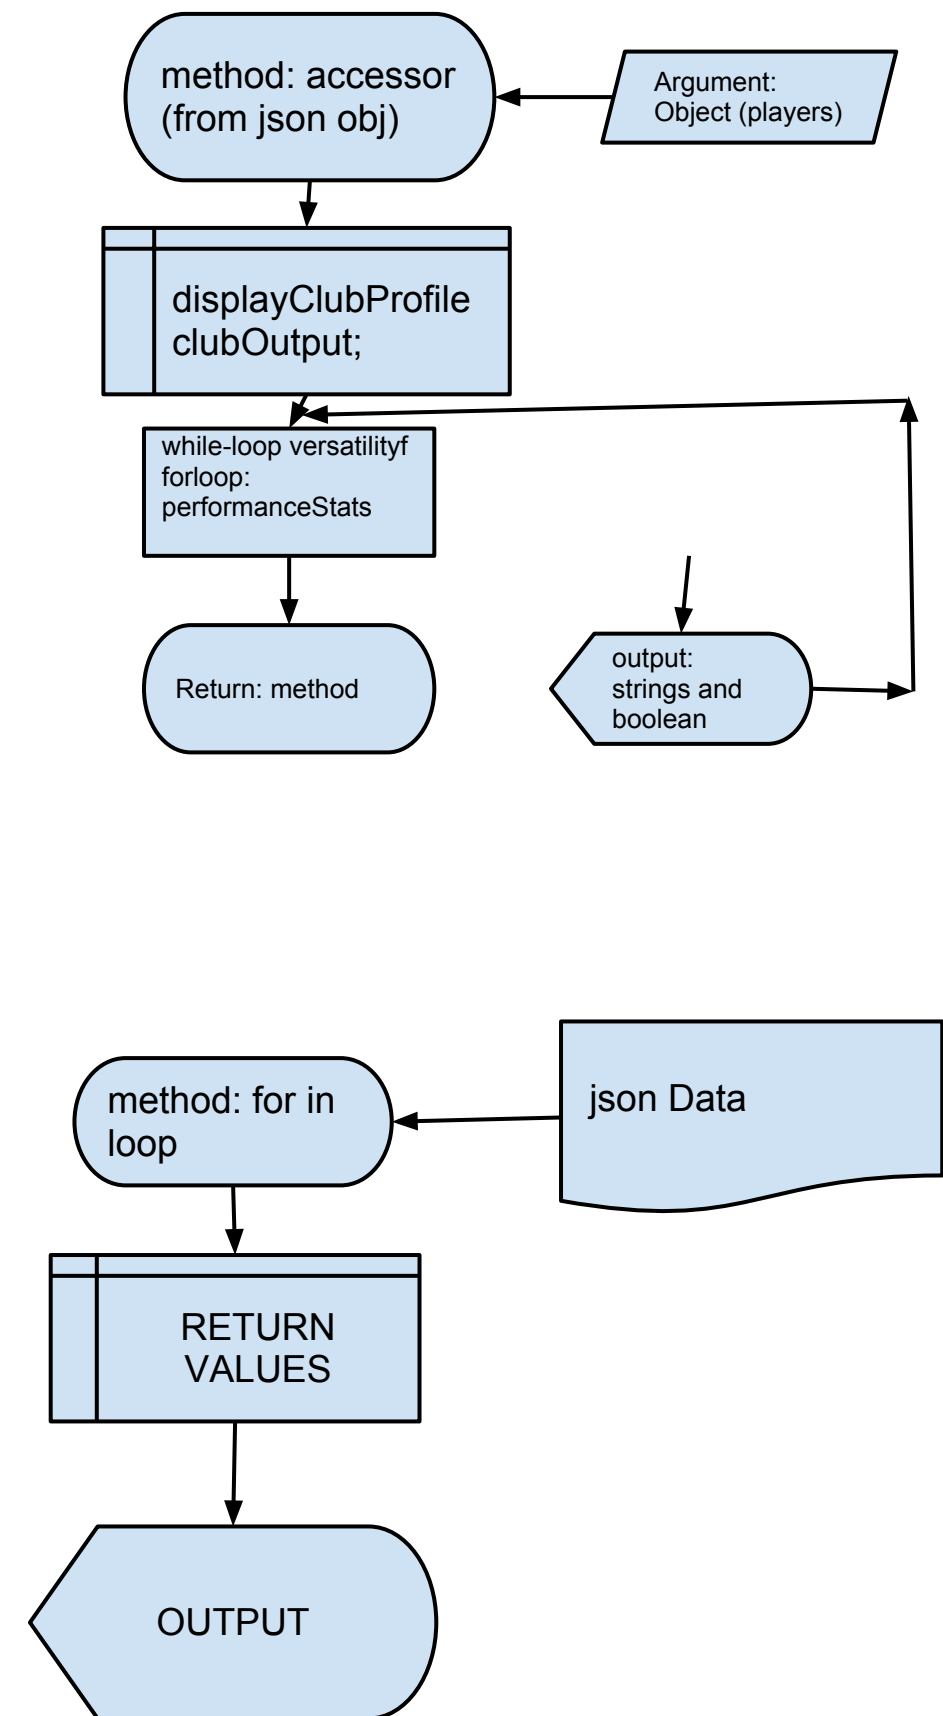 method: accessor
(from json obj)
Argument:
Object (players)
displayClubProfile
clubOutput;
while-loop versatilityf
forloop:
performanceStats
Return: method
output:
strings and
boolean
method: for in
loop
json Data
RETURN
VALUES
OUTPUT